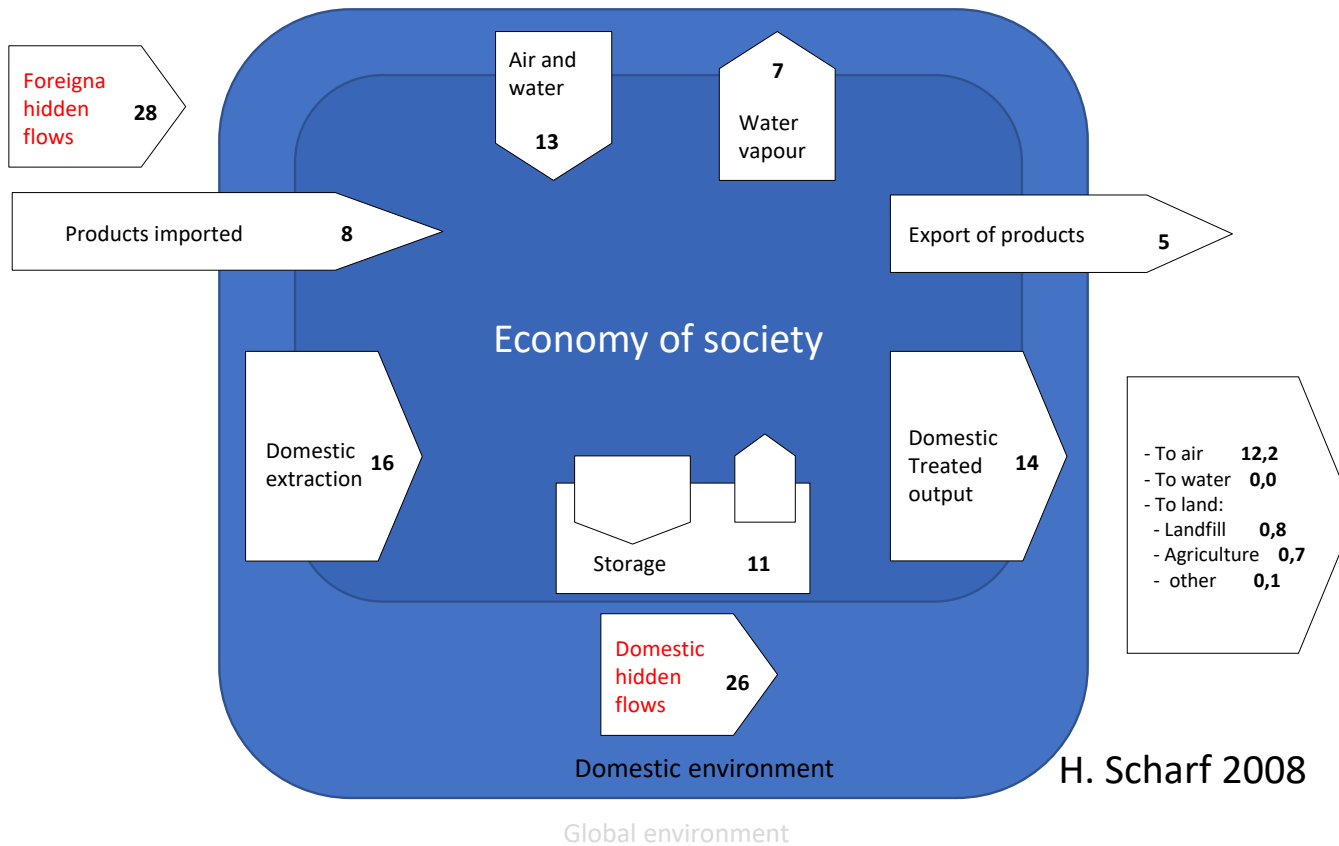 Foreigna
hidden
flows
28
Air and
water
13
7
Water
vapour
Products imported 8
Export of products 5
Economy of society
Domestic
extraction
16
Domestic
Treated
output
14
- To air 12,2
- To water 0,0
- To land:
- Landfill 0,8
- Agriculture 0,7
- other 0,1
Storage 11
Domestic
hidden
flows
26
Domestic environment
H. Scharf 2008
Global environment